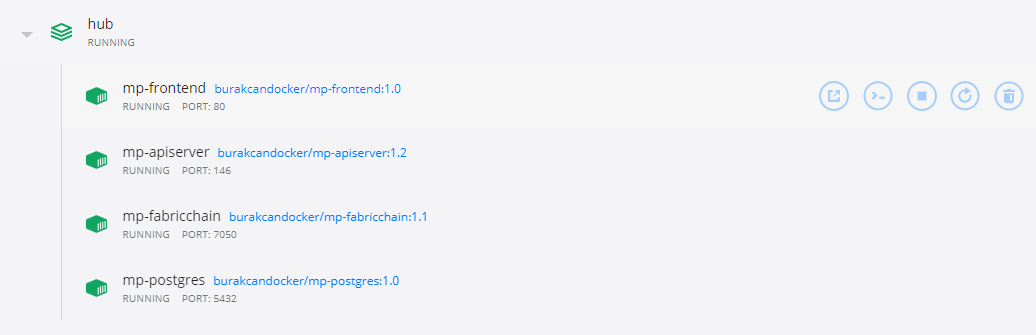 hub
RUNNING
mp-frontend burakcandocker/mp-frontend:1.0
RUNNING PORT: 80
mp-apiserver burakcandocker/mp-apiserver:1.2
RUNNING PORT: 146
mp-fabricchain burakcandocker/mp-fabricchain:1.1
RUNNING PORT: 7050
mp-postgres burakcandocker/mp-postgres:1.0
RUNNING PORT: 5432